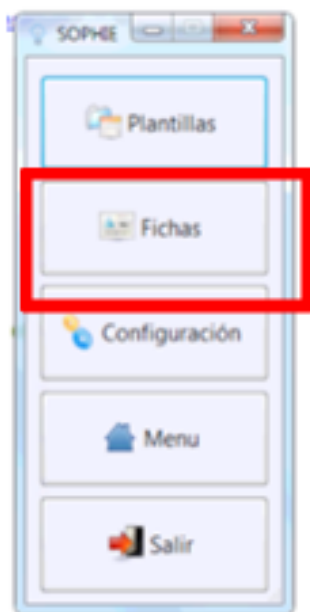 SOPHIE
Plantillas
Fichas
Configuración
Menu
Salir